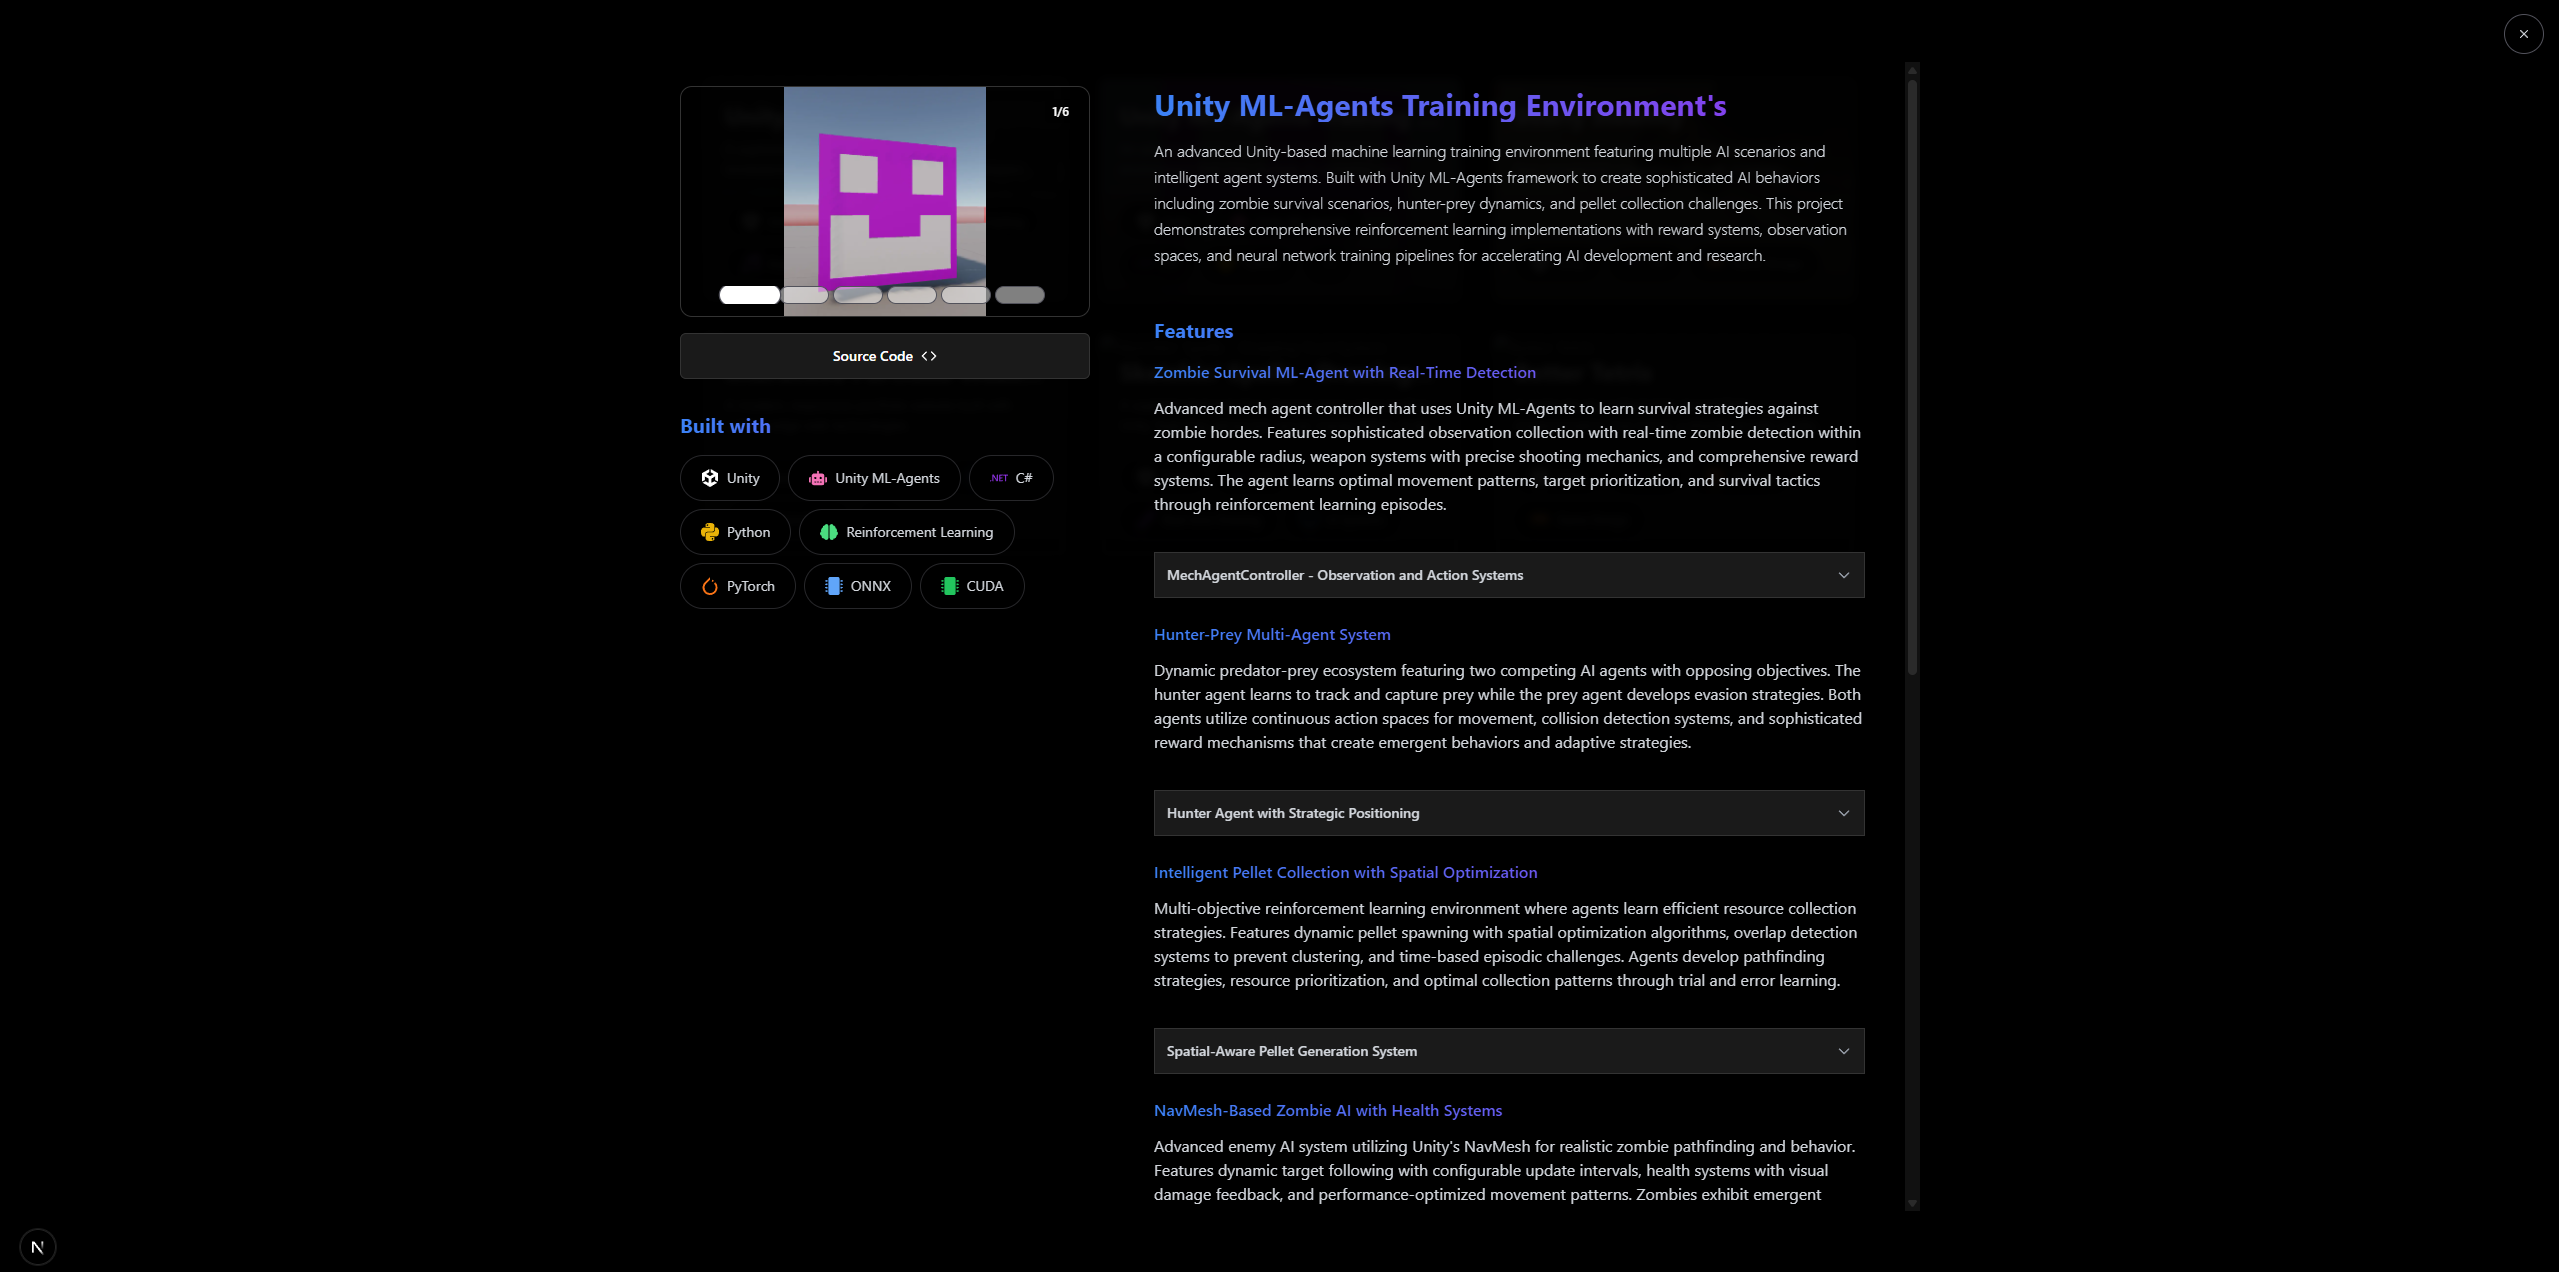 1/6
Source Code <>
Built with
Unity
Unity ML-Agents
.NET C#
Python
Reinforcement Learning
PyTorch
ONNX
CUDA
Unity ML-Agents Training Environment's
An advanced Unity-based machine learning training environment featuring multiple AI scenarios and
intelligent agent systems. Built with Unity ML-Agents framework to create sophisticated AI behaviors
including zombie survival scenarios, hunter-prey dynamics, and pellet collection challenges. This project
demonstrates comprehensive reinforcement learning implementations with reward systems, observation
spaces, and neural network training pipelines for accelerating AI development and research.
Features
Zombie Survival ML-Agent with Real-Time Detection
Advanced mech agent controller that uses Unity ML-Agents to learn survival strategies against
zombie hordes. Features sophisticated observation collection with real-time zombie detection within
a configurable radius, weapon systems with precise shooting mechanics, and comprehensive reward
systems. The agent learns optimal movement patterns, target prioritization, and survival tactics
through reinforcement learning episodes.
MechAgentController - Observation and Action Systems
Hunter-Prey Multi-Agent System
Dynamic predator-prey ecosystem featuring two competing AI agents with opposing objectives. The
hunter agent learns to track and capture prey while the prey agent develops evasion strategies. Both
agents utilize continuous action spaces for movement, collision detection systems, and sophisticated
reward mechanisms that create emergent behaviors and adaptive strategies.
Hunter Agent with Strategic Positioning
Intelligent Pellet Collection with Spatial Optimization
Multi-objective reinforcement learning environment where agents learn efficient resource collection
strategies. Features dynamic pellet spawning with spatial optimization algorithms, overlap detection
systems to prevent clustering, and time-based episodic challenges. Agents develop pathfinding
strategies, resource prioritization, and optimal collection patterns through trial and error learning.
Spatial-Aware Pellet Generation System
NavMesh-Based Zombie AI with Health Systems
Advanced enemy AI system utilizing Unity's NavMesh for realistic zombie pathfinding and behavior.
Features dynamic target following with configurable update intervals, health systems with visual
damage feedback, and performance-optimized movement patterns. Zombies exhibit emergent
N